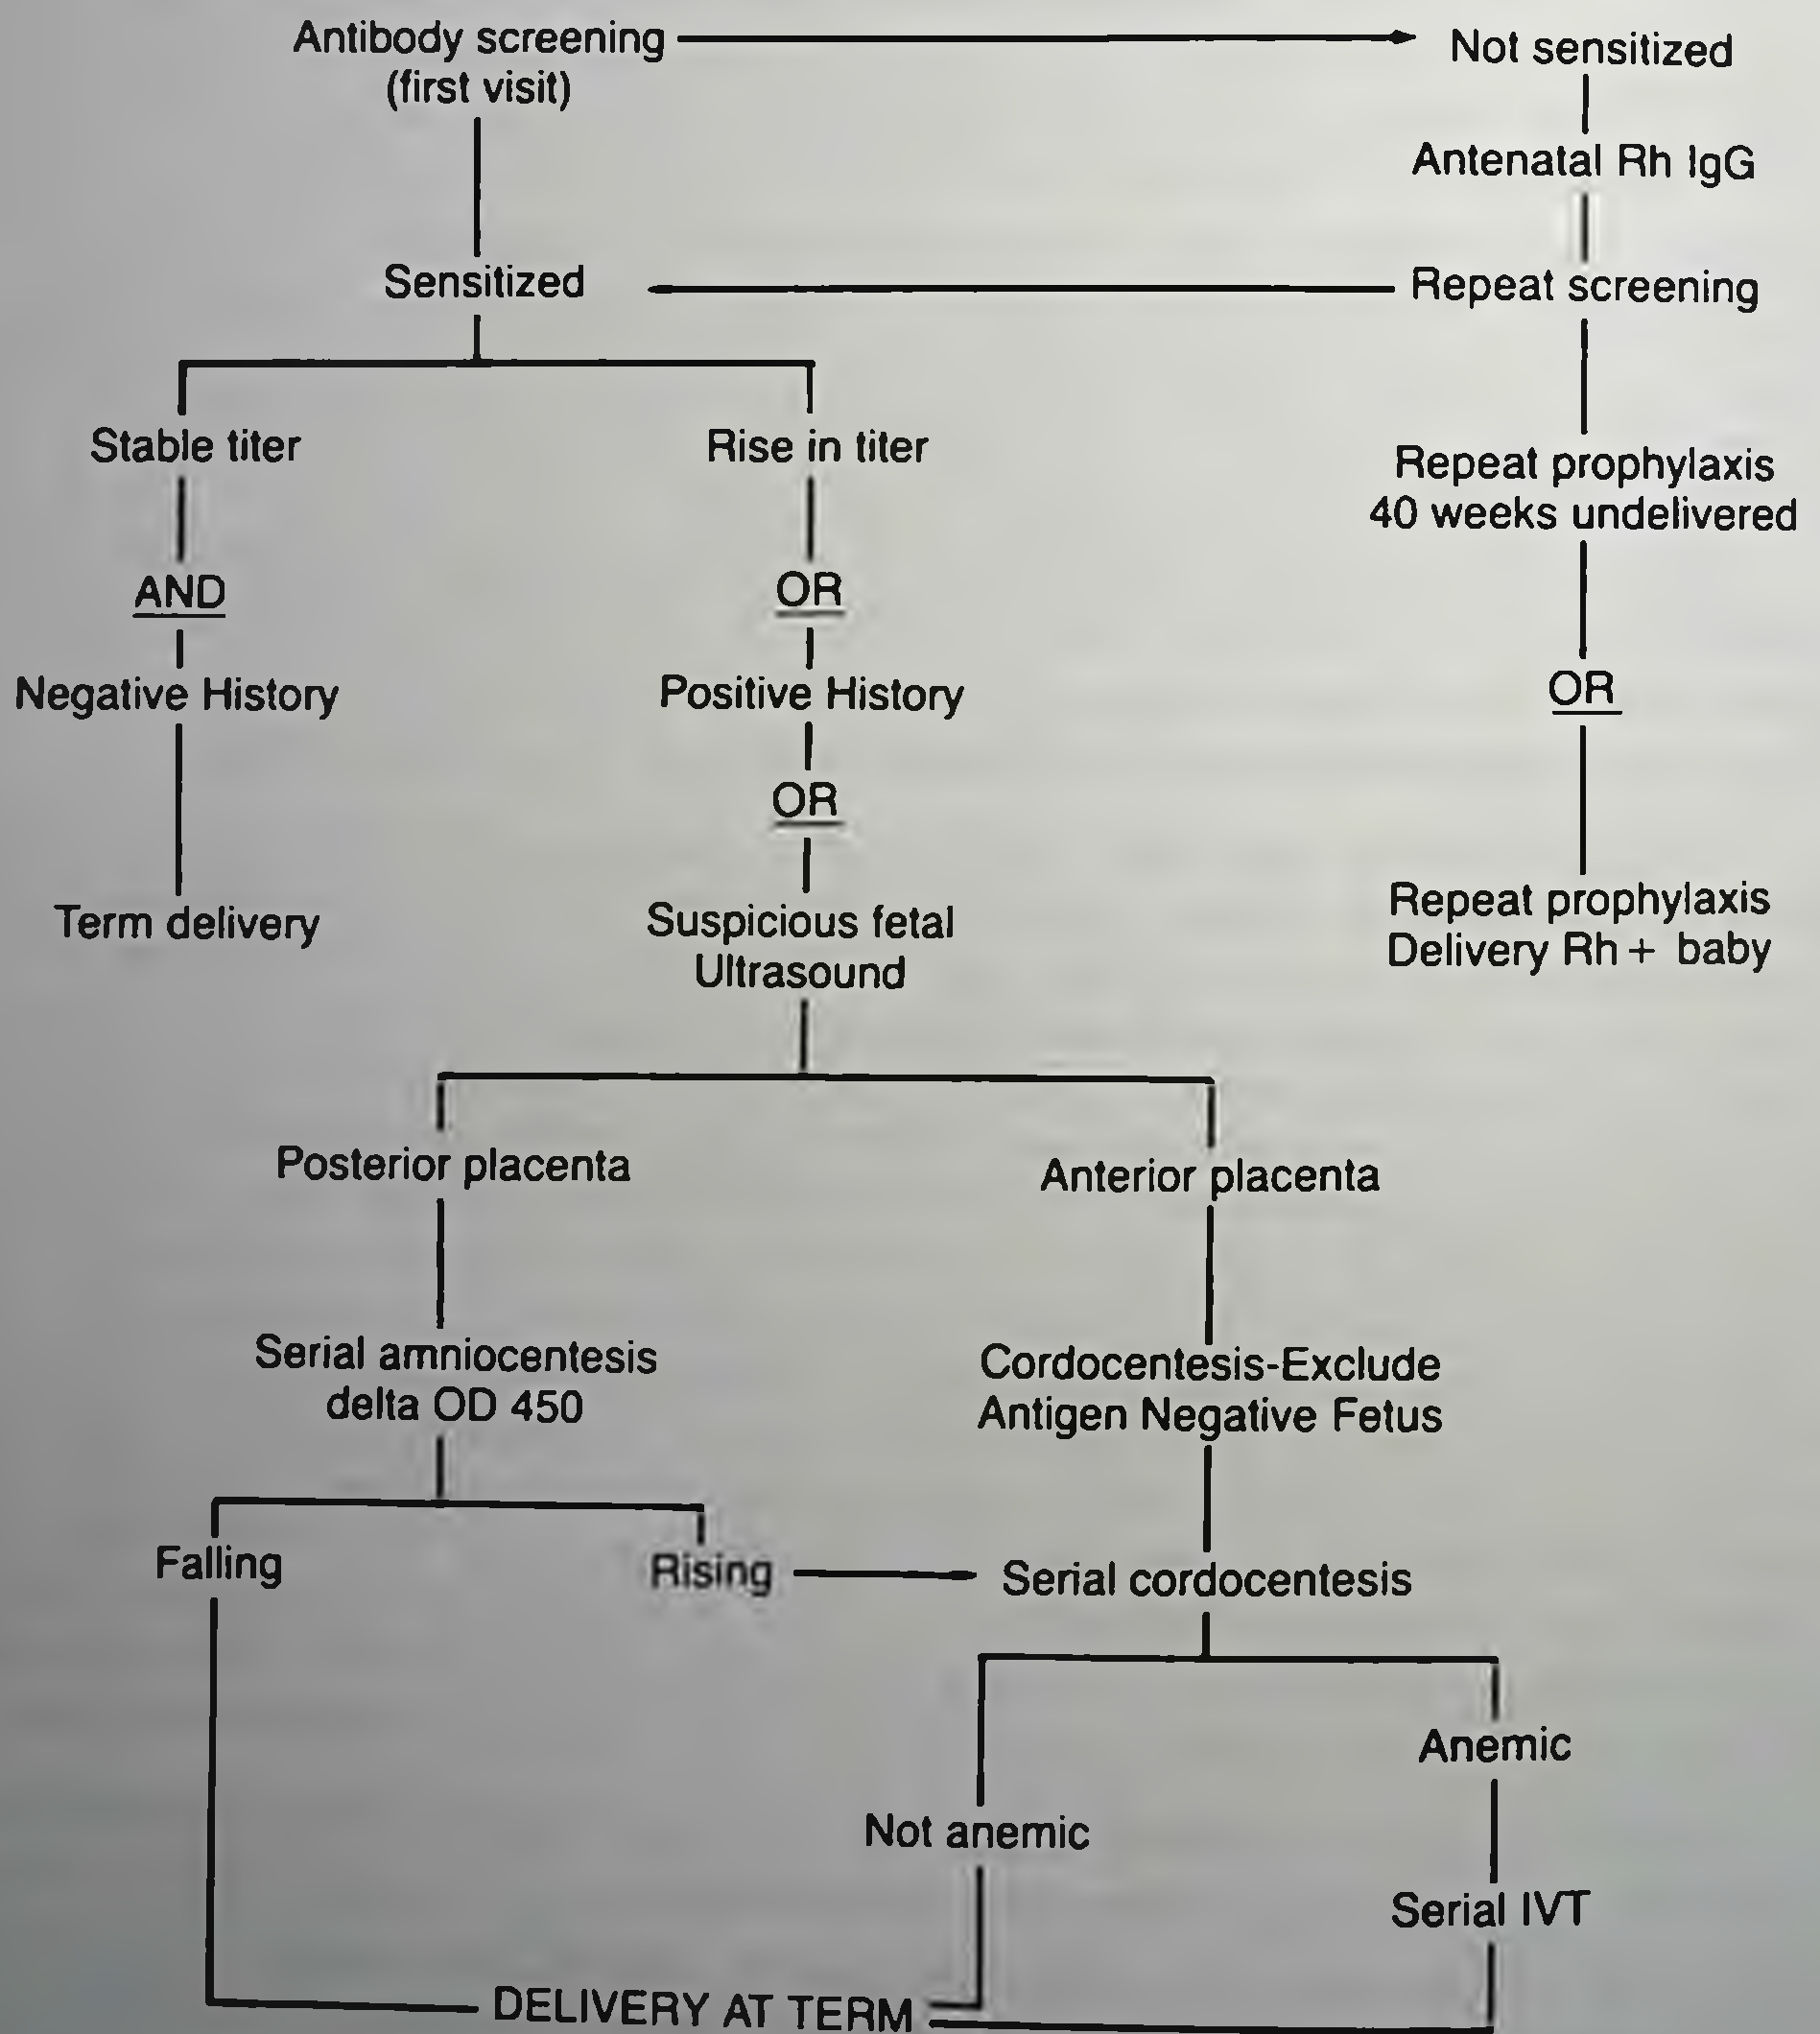 Antibody screening
(first visit)
Not sensitized
Antenatal Rh IgG
Sensitized
Repeat screening
Stable titer
Rise in titer
Repeat prophylaxis
40 weeks undelivered
AND
OR
OR
Negative History
Positive History
OR
Term delivery
Suspicious fetal
Ultrasound
Repeat prophylaxis
Delivery Rh + baby
Posterior placenta
Anterior placenta
Serial amniocentesis
delta OD 450
Cordocentesis-Exclude
Antigen Negative Fetus
Falling
Rising
Serial cordocentesis
Anemic
Not anemic
Serial IVT
DELIVERY AT TERM